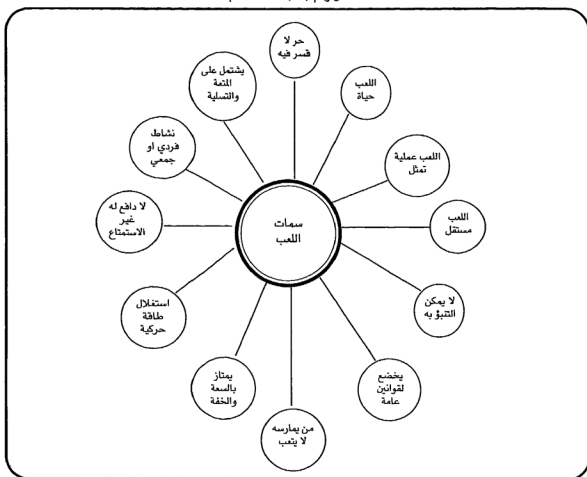 حر لا
قسر فيه
اللعب
حياة
اللعب عملية
تمثل
اللعب
مستقل
لا يمكن
التنبؤ به
يخضع
لقوانين
عامة
من يمارسه
لا يتعب
يمتاز
بالسعة
والخفة
استغلال
طاقة
حركية
لا دافع له
غير
الاستمتاع
نشاط
فردي او
جمعي
يشتمل على
المتعة
والتسلية
سمات
اللعب